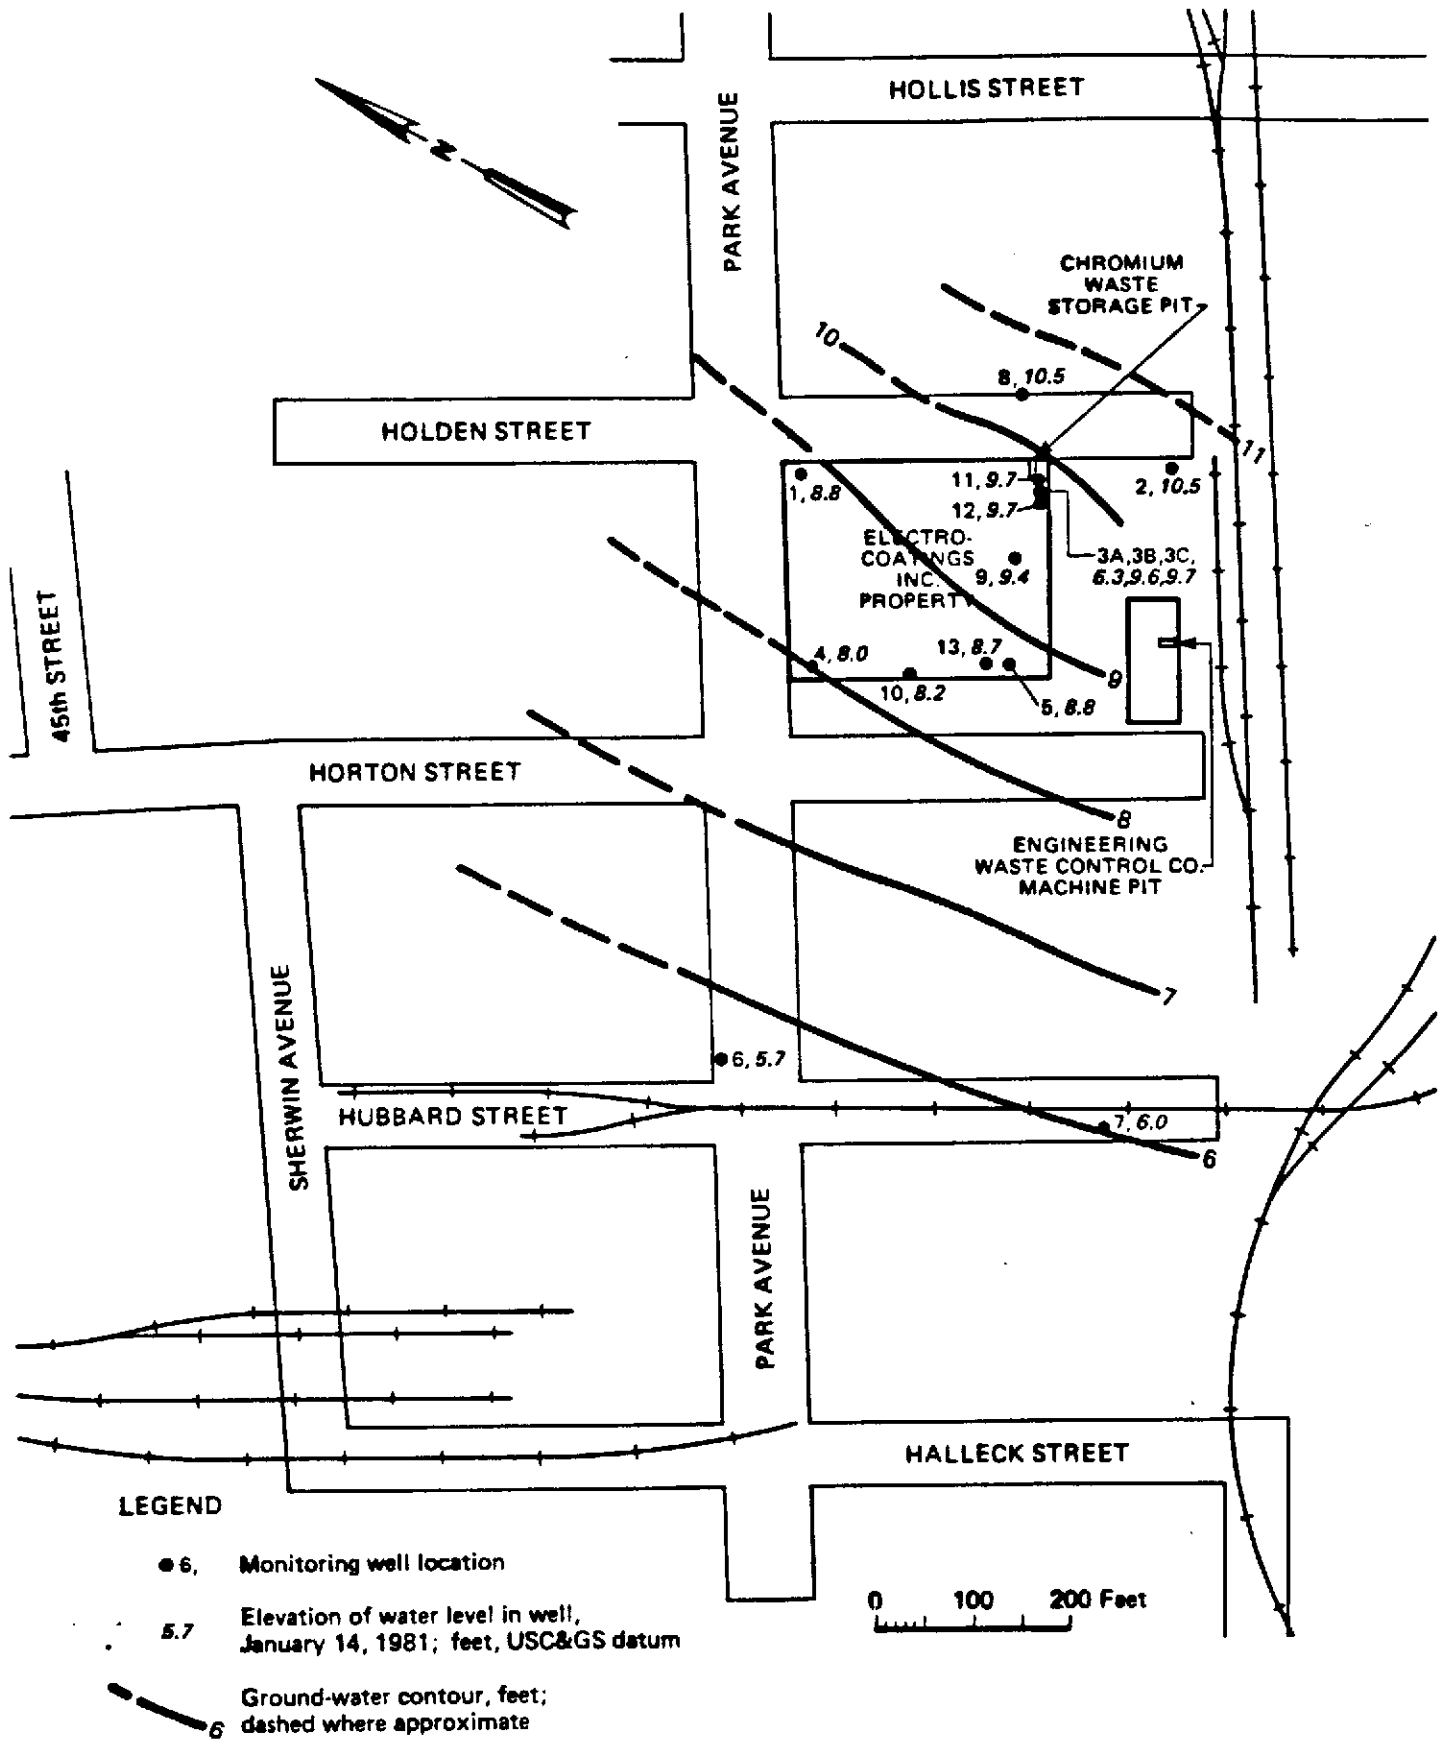 HOLLIS STREET
N
PARK AVENUE
CHROMIUM
WASTE
STORAGE PIT
10
8, 10.5
HOLDEN STREET
11
1, 8.8
11, 9.7
2, 10.5
12, 9.7
ELECTRO-
COATINGS
INC.
PROPERTY
9, 9.4
3A, 3B, 3C,
6.3, 9.6, 9.7
45th STREET
4, 8.0
13, 8.7
9
10, 8.2
5, 8.8
HORTON STREET
8
ENGINEERING
WASTE CONTROL CO.
MACHINE PIT
7
SHERWIN AVENUE
6, 5.7
HUBBARD STREET
7, 6.0
6
PARK AVENUE
HALLECK STREET
LEGEND
6, Monitoring well location
5.7 Elevation of water level in well,
January 14, 1981; feet, USC&GS datum
0 100 200 Feet
6 Ground-water contour, feet;
dashed where approximate